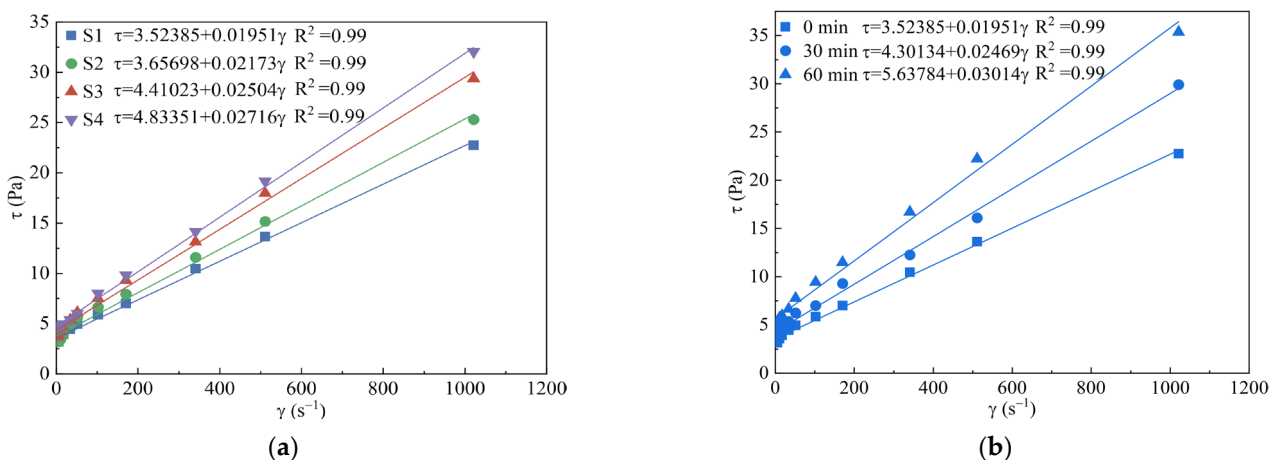 35
30
25
20
15
10
5
0
τ (Pa)
S1 τ=3.52385+0.01951γ R² =0.99
S2 τ=3.65698+0.02173γ R² =0.99
S3 τ=4.41023+0.02504γ R² =0.99
S4 τ=4.83351+0.02716γ R² =0.99
0 200 400 600 800 1000 1200
γ (s⁻¹)
(a)
35
30
25
20
15
10
5
0
τ (Pa)
0 min τ=3.52385+0.01951γ R² =0.99
30 min τ=4.30134+0.02469γ R² =0.99
60 min τ=5.63784+0.03014γ R² =0.99
0 200 400 600 800 1000 1200
γ (s⁻¹)
(b)